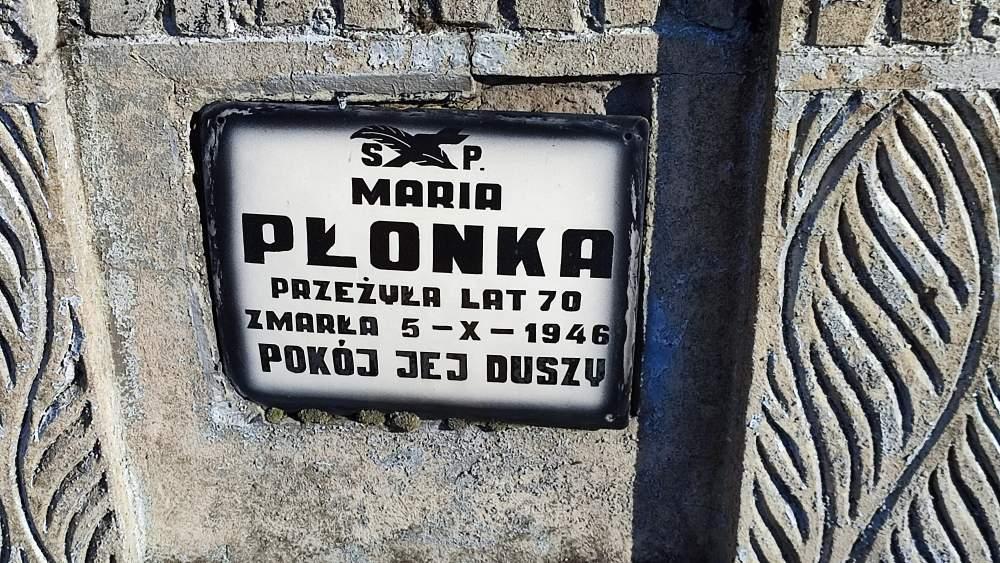 S P.
MARIA
PŁONKA
PRZEŻYŁA LAT 70
ZMARŁA 5-X-1946
POKÓJ JEJ DUSZY